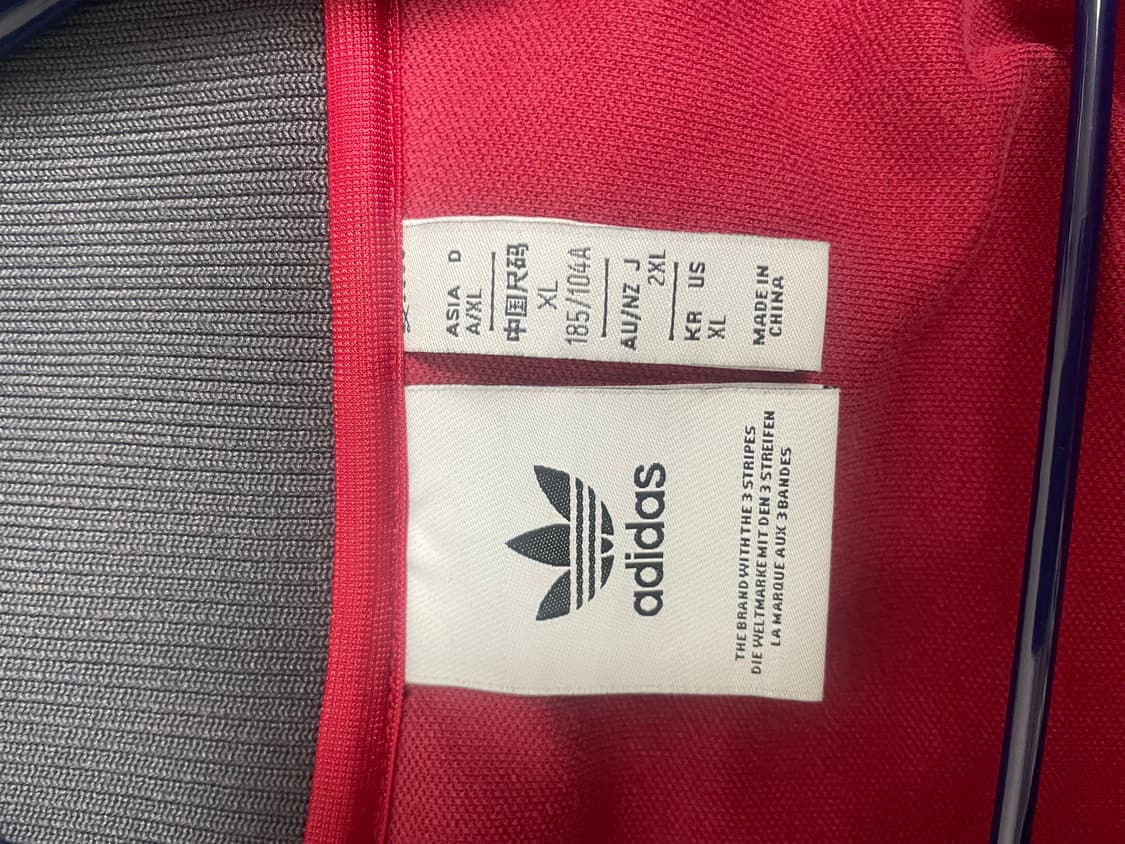 ASIA D
A/XL
中国尺码
XL
185/104A
AU/NZ J
2XL
KR US
XL
MADE IN
CHINA
adidas
THE BRAND WITH THE 3 STRIPES
DIE WELTMARKE MIT DEN 3 STREIFEN
LA MARQUE AUX 3 BANDES